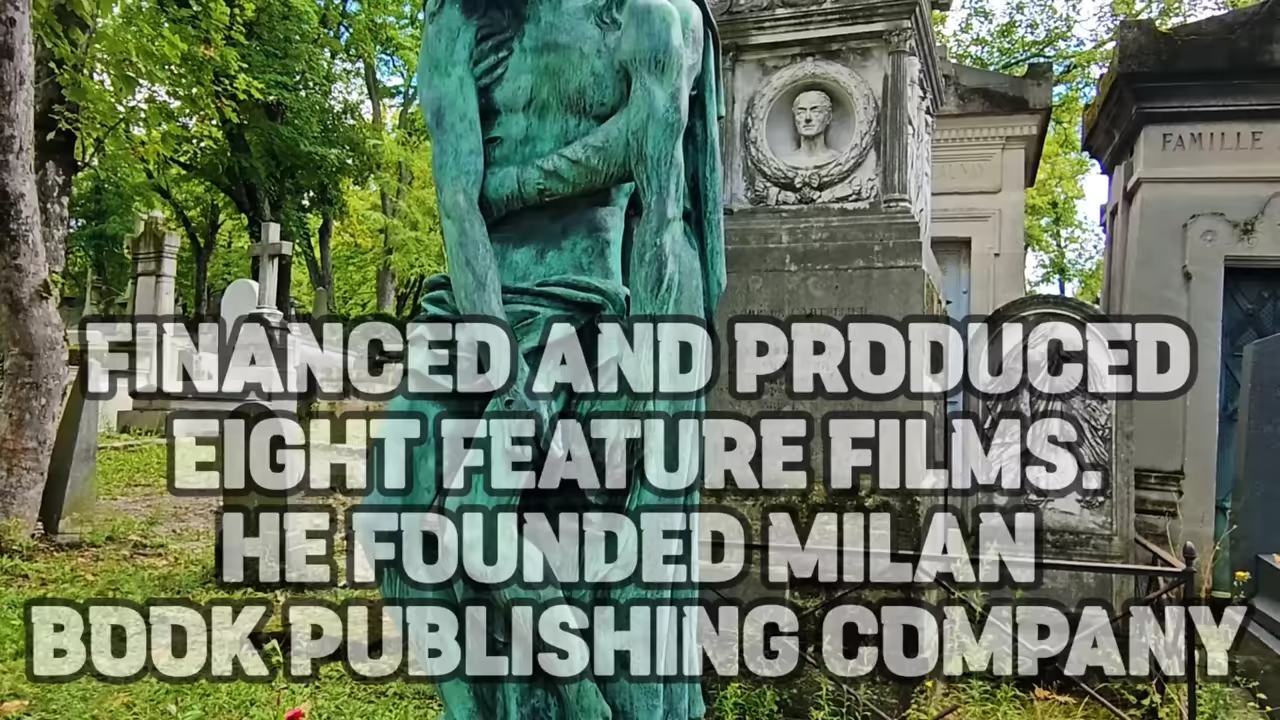 FAMILLE
FINANCED AND PRODUCED
EIGHT FEATURE FILMS.
HE FOUNDED MILAN
BOOK PUBLISHING COMPANY